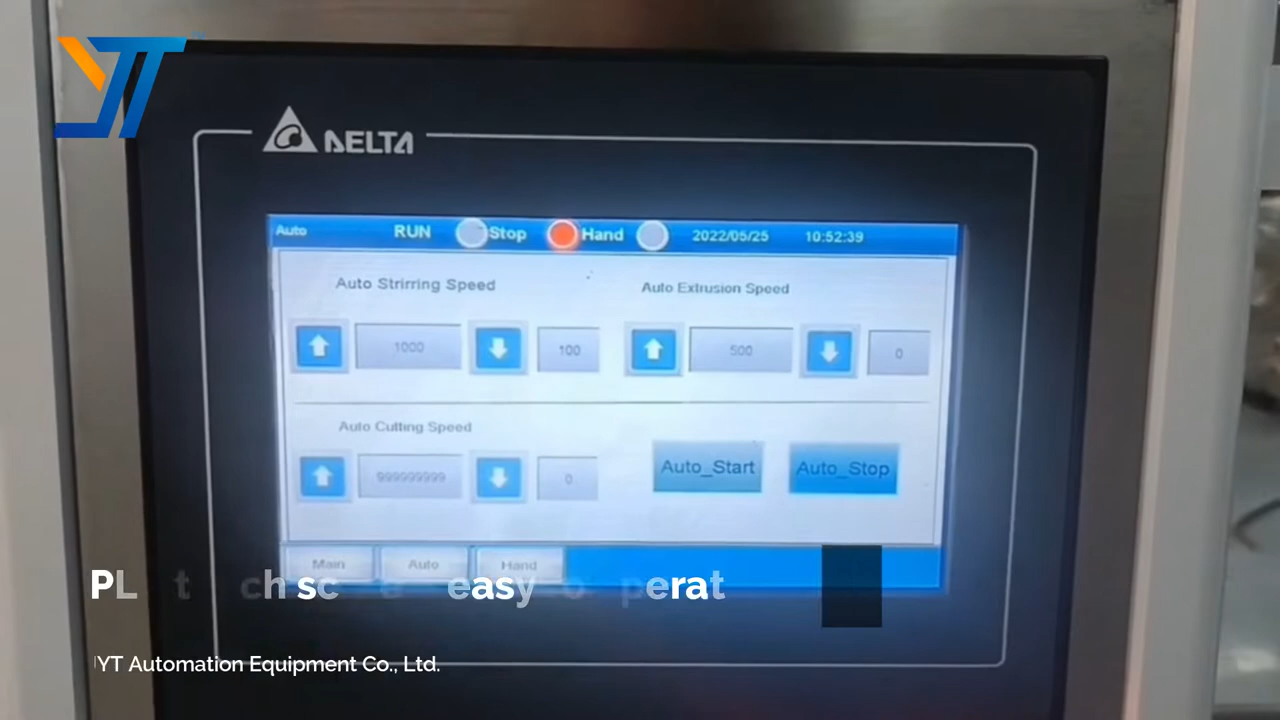 YT
DELTA
Auto RUN Stop Hand 2022/05/25 10:52:39
Auto Strirring Speed Auto Extrusion Speed
1000 100 500 0
Auto Cutting Speed
999999999 0 Auto_Start Auto_Stop
Main Auto Hand
easy
YT Automation Equipment Co., Ltd.